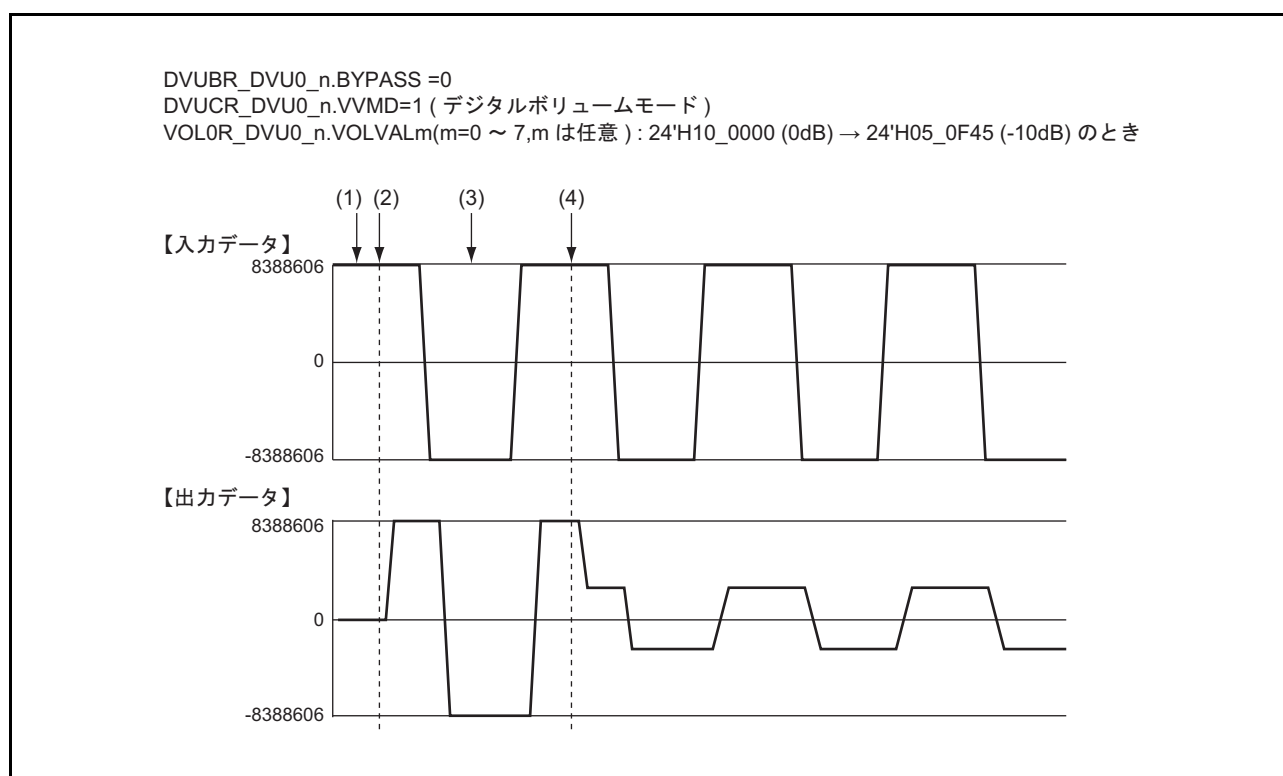 DVUBR_DVU0_n.BYPASS =0
DVUCR_DVU0_n.VVMD=1 ( デジタルボリュームモード )
VOL0R_DVU0_n.VOLVALm(m=0 ~ 7,m は任意 ) : 24'H10_0000 (0dB) → 24'H05_0F45 (-10dB) のとき
(1) (2) (3) (4)
【入力データ】
8388606
0
-8388606
【出力データ】
8388606
0
-8388606